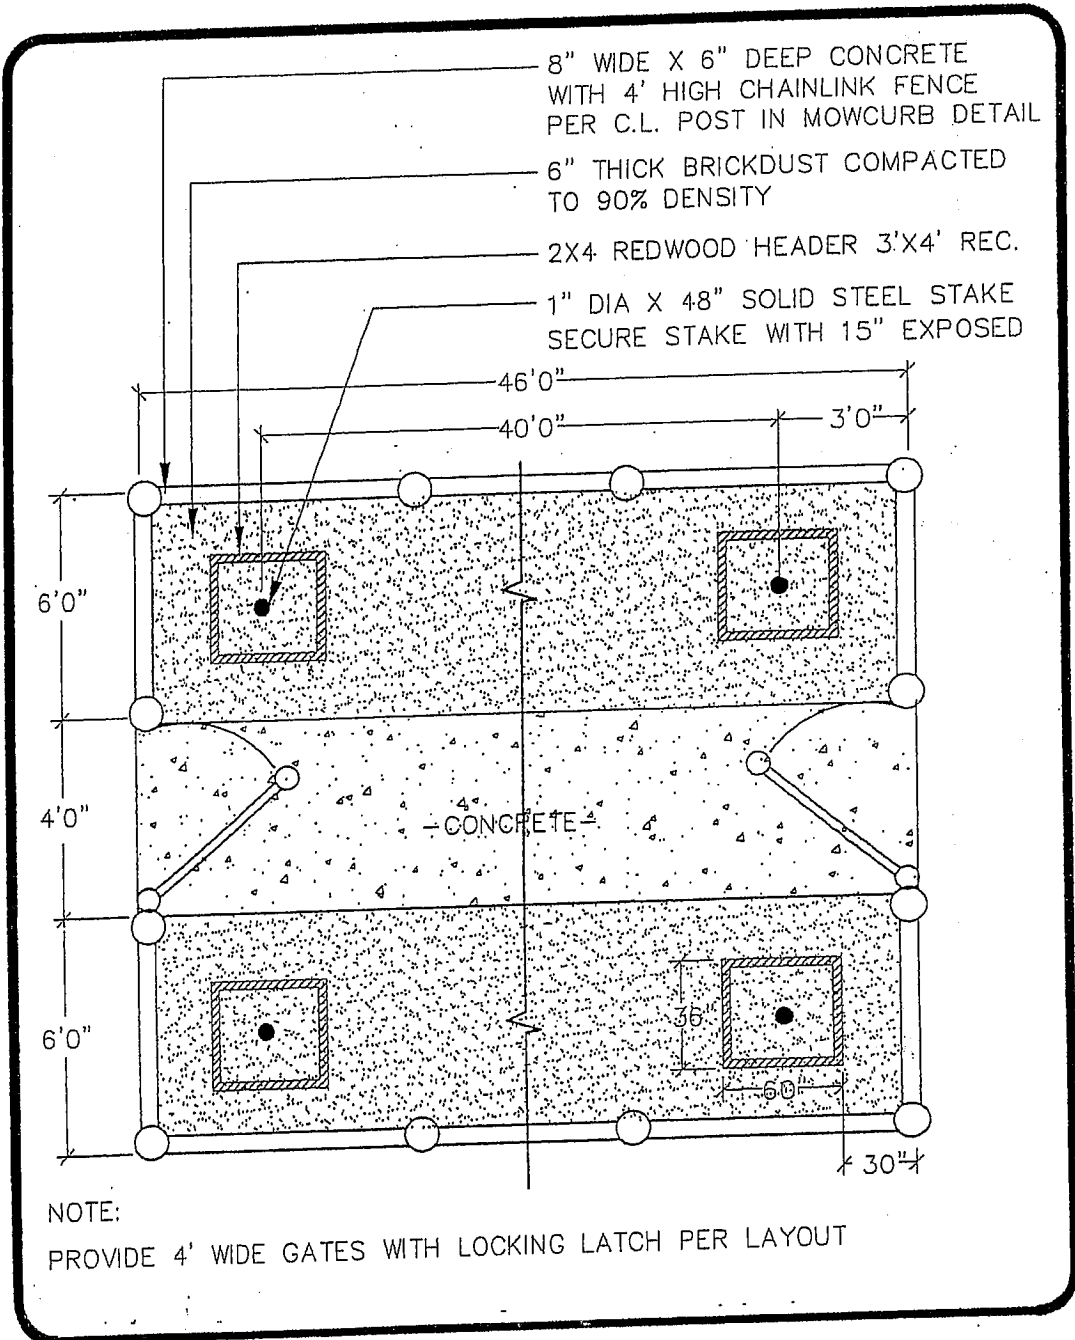 8" WIDE X 6" DEEP CONCRETE
WITH 4' HIGH CHAINLINK FENCE
PER C.L. POST IN MOWCURB DETAIL
6" THICK BRICKDUST COMPACTED
TO 90% DENSITY
2X4 REDWOOD HEADER 3'X4' REC.
1" DIA X 48" SOLID STEEL STAKE
SECURE STAKE WITH 15" EXPOSED
46'0"
40'0"
3'0"
6'0"
4'0"
-CONCRETE-
6'0"
36
60
30"
NOTE:
PROVIDE 4' WIDE GATES WITH LOCKING LATCH PER LAYOUT